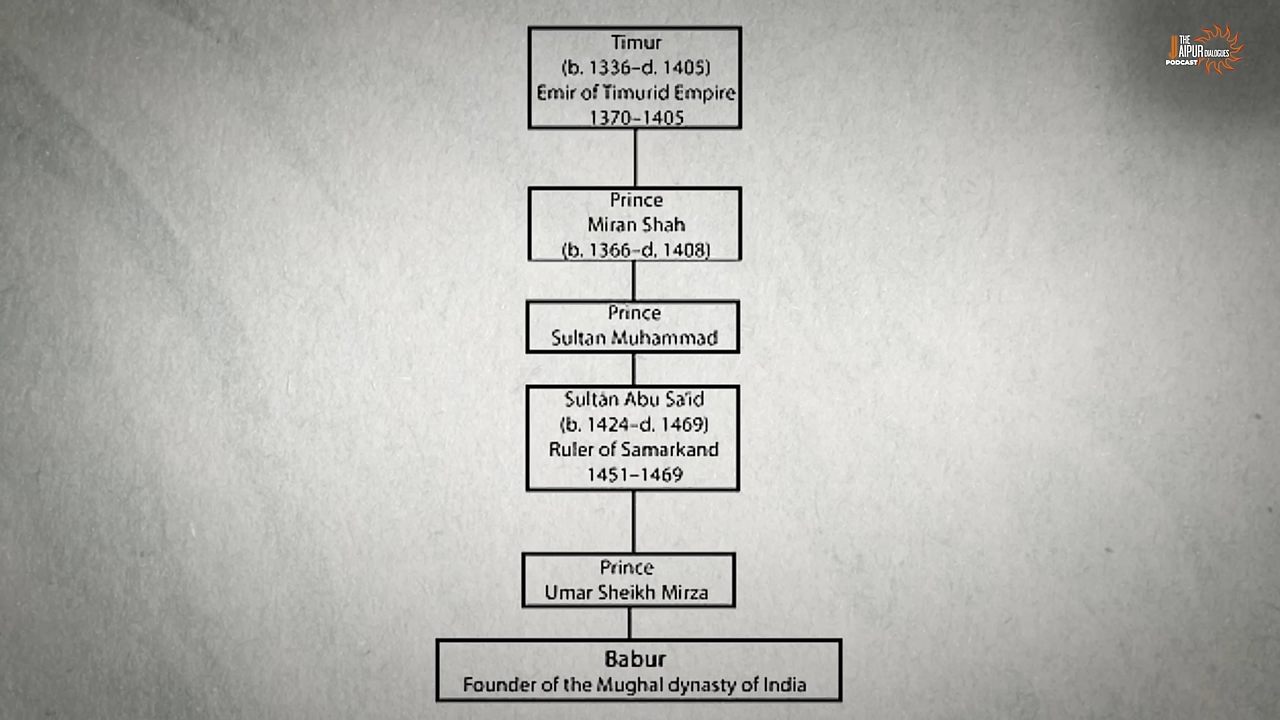 Timur
(b. 1336–d. 1405)
Emir of Timurid Empire
1370–1405
Prince
Miran Shah
(b. 1366–d. 1408)
Prince
Sultan Muhammad
Sultan Abu Sa'id
(b. 1424–d. 1469)
Ruler of Samarkand
1451–1469
Prince
Umar Sheikh Mirza
Babur
Founder of the Mughal dynasty of India
THE
JAIPUR DIALOGUES
PODCAST